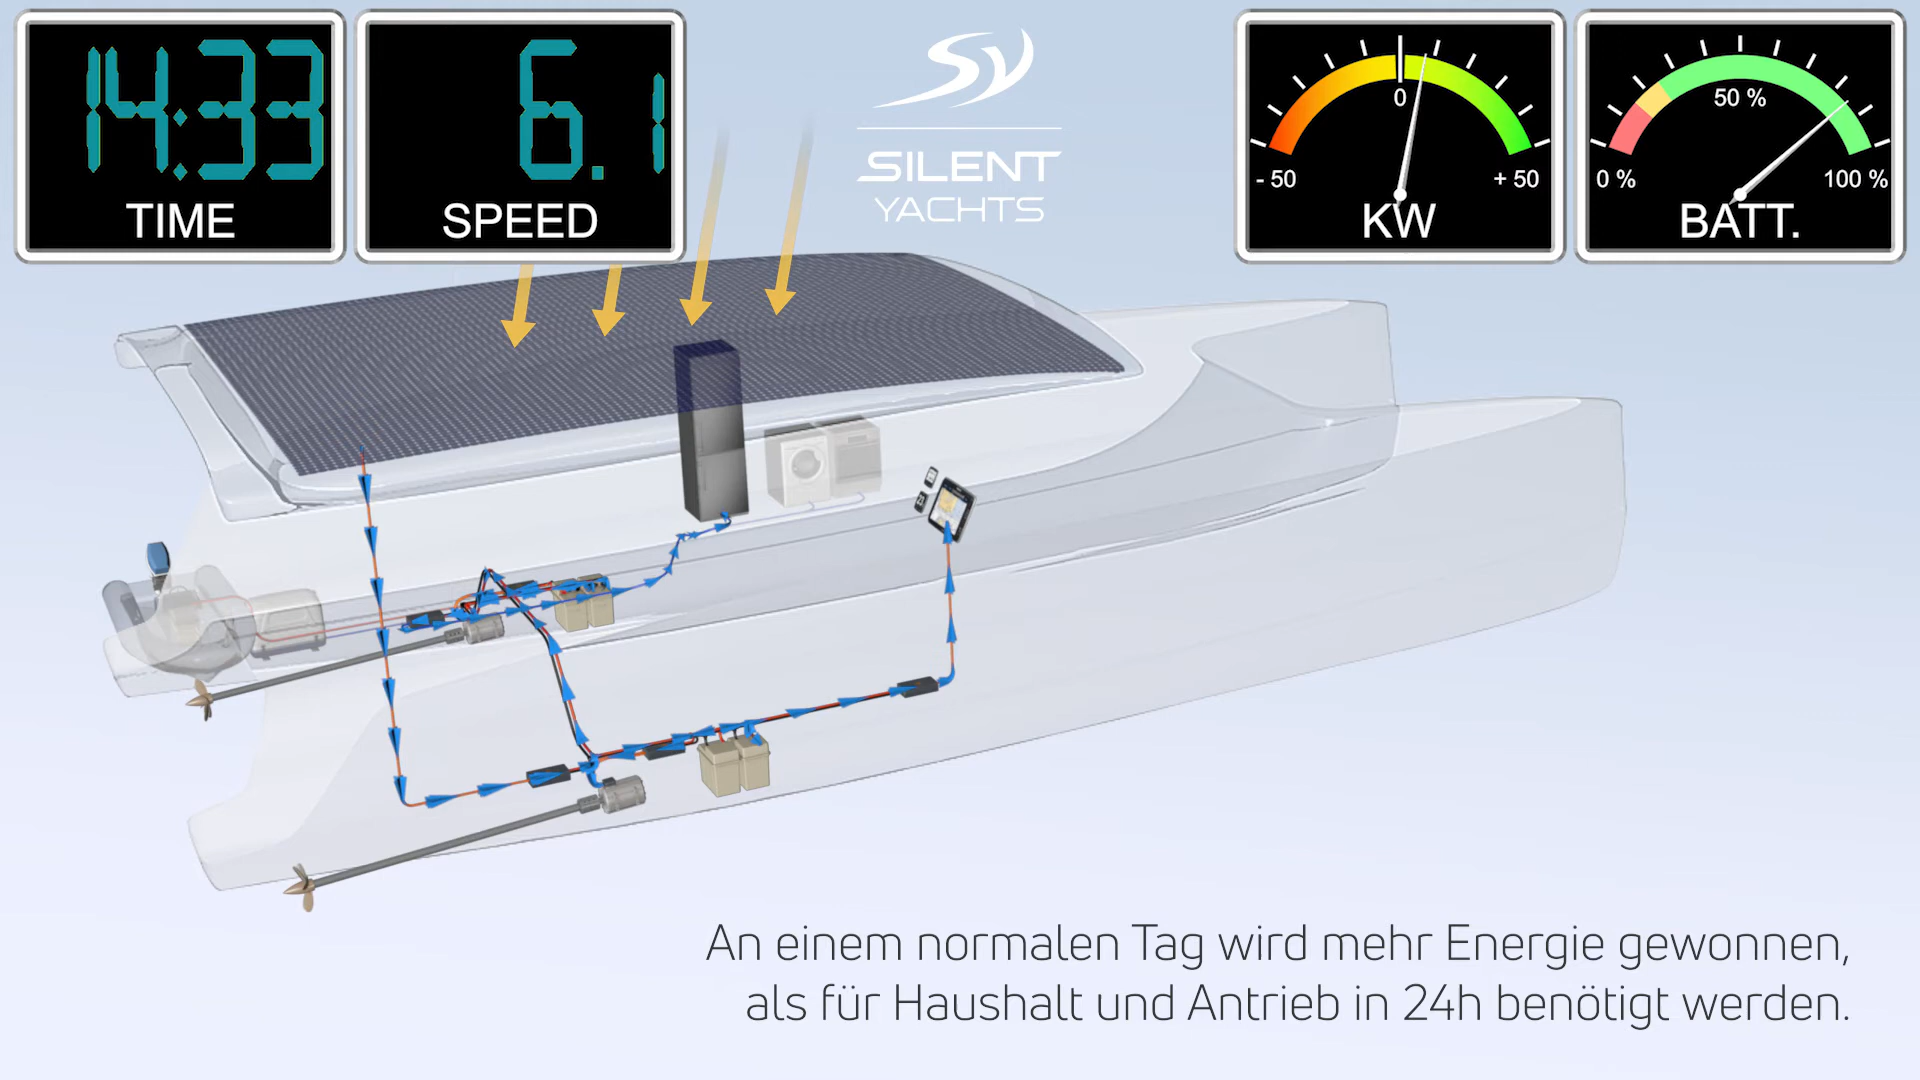 14:33
TIME
6.1
SPEED
SY
SILENT
YACHTS
0
- 50
+ 50
KW
50 %
0 %
100 %
BATT.
An einem normalen Tag wird mehr Energie gewonnen,
als für Haushalt und Antrieb in 24h benötigt werden.